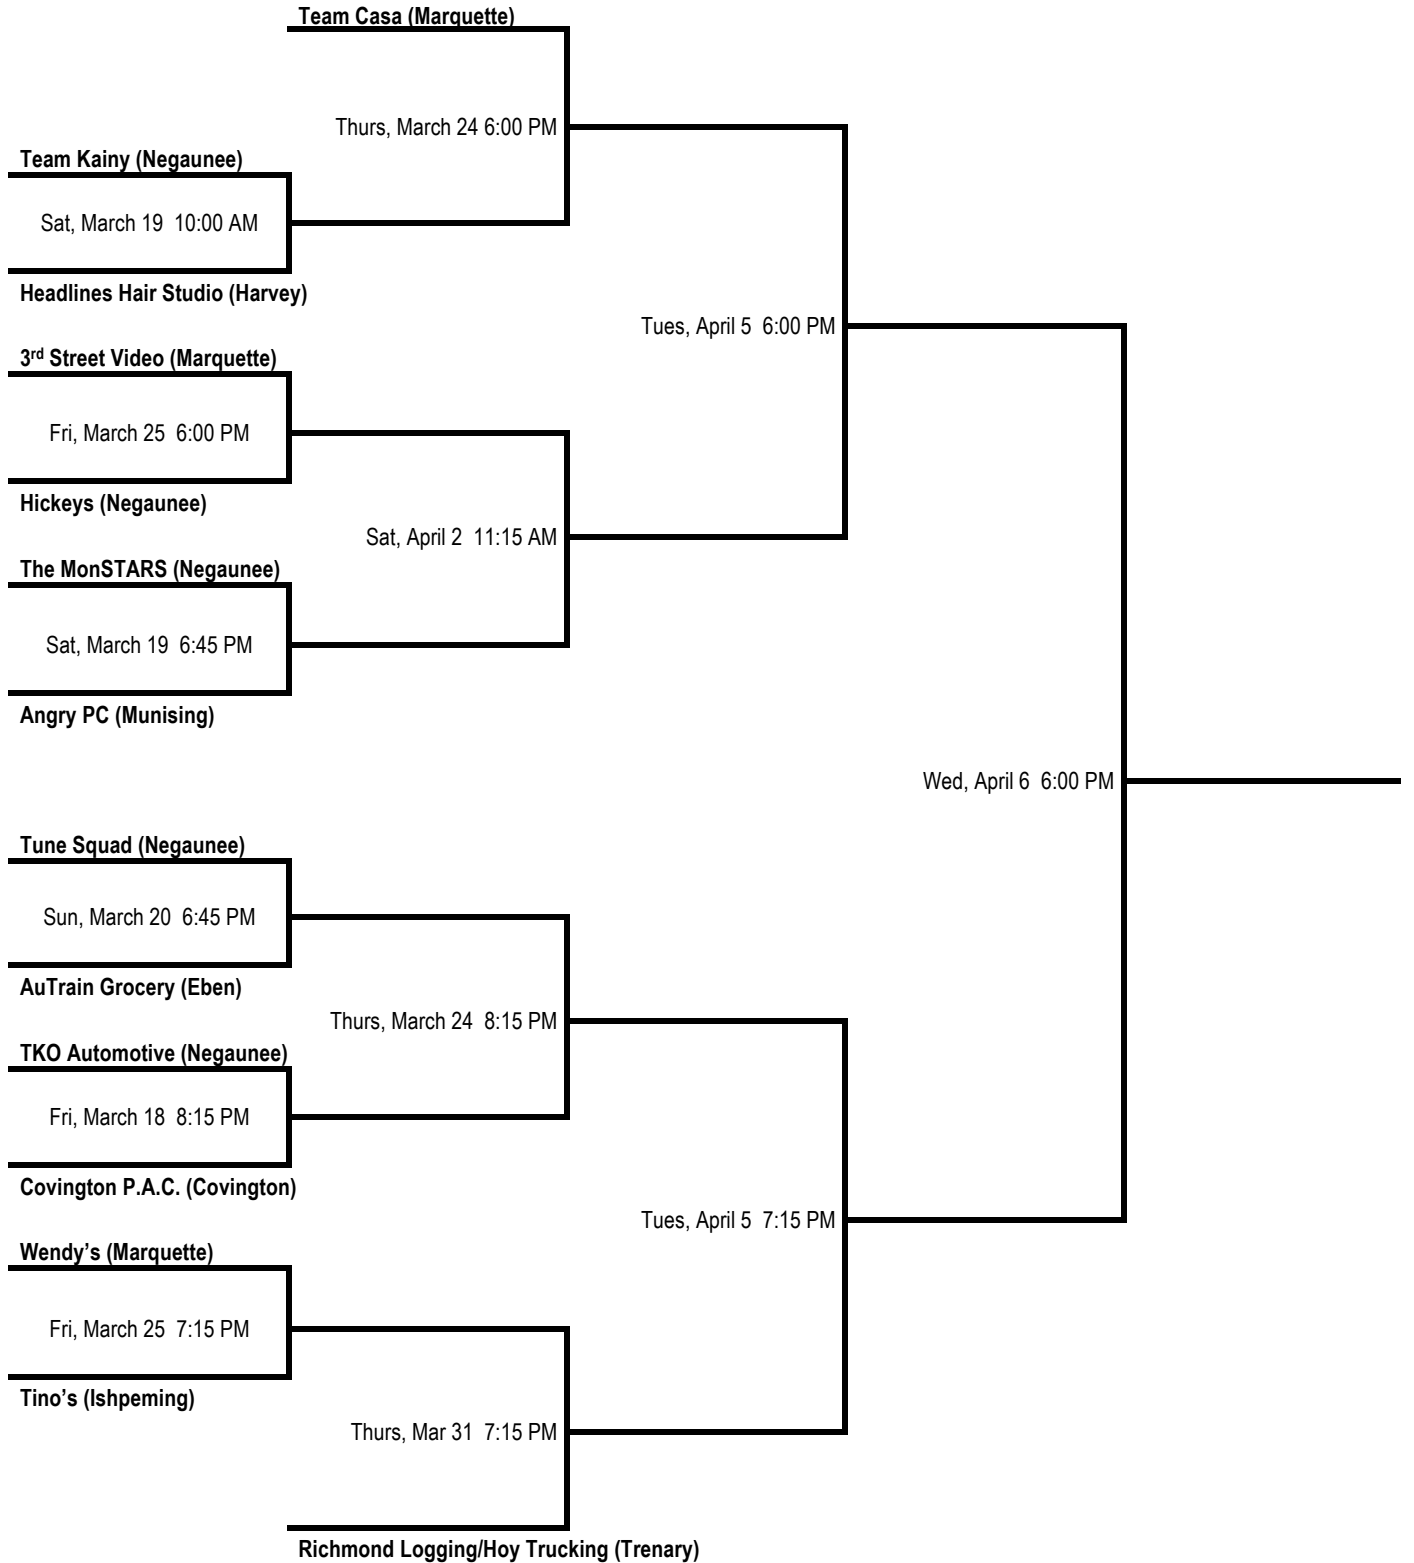 Team Casa (Marquette)
Thurs, March 24 6:00 PM
Team Kainy (Negaunee)
Sat, March 19 10:00 AM
Headlines Hair Studio (Harvey)
Tues, April 5 6:00 PM
3rd Street Video (Marquette)
Fri, March 25 6:00 PM
Hickeys (Negaunee)
Sat, April 2 11:15 AM
The MonSTARS (Negaunee)
Sat, March 19 6:45 PM
Angry PC (Munising)
Wed, April 6 6:00 PM
Tune Squad (Negaunee)
Sun, March 20 6:45 PM
AuTrain Grocery (Eben)
Thurs, March 24 8:15 PM
TKO Automotive (Negaunee)
Fri, March 18 8:15 PM
Covington P.A.C. (Covington)
Tues, April 5 7:15 PM
Wendy’s (Marquette)
Fri, March 25 7:15 PM
Tino’s (Ishpeming)
Thurs, Mar 31 7:15 PM
Richmond Logging/Hoy Trucking (Trenary)